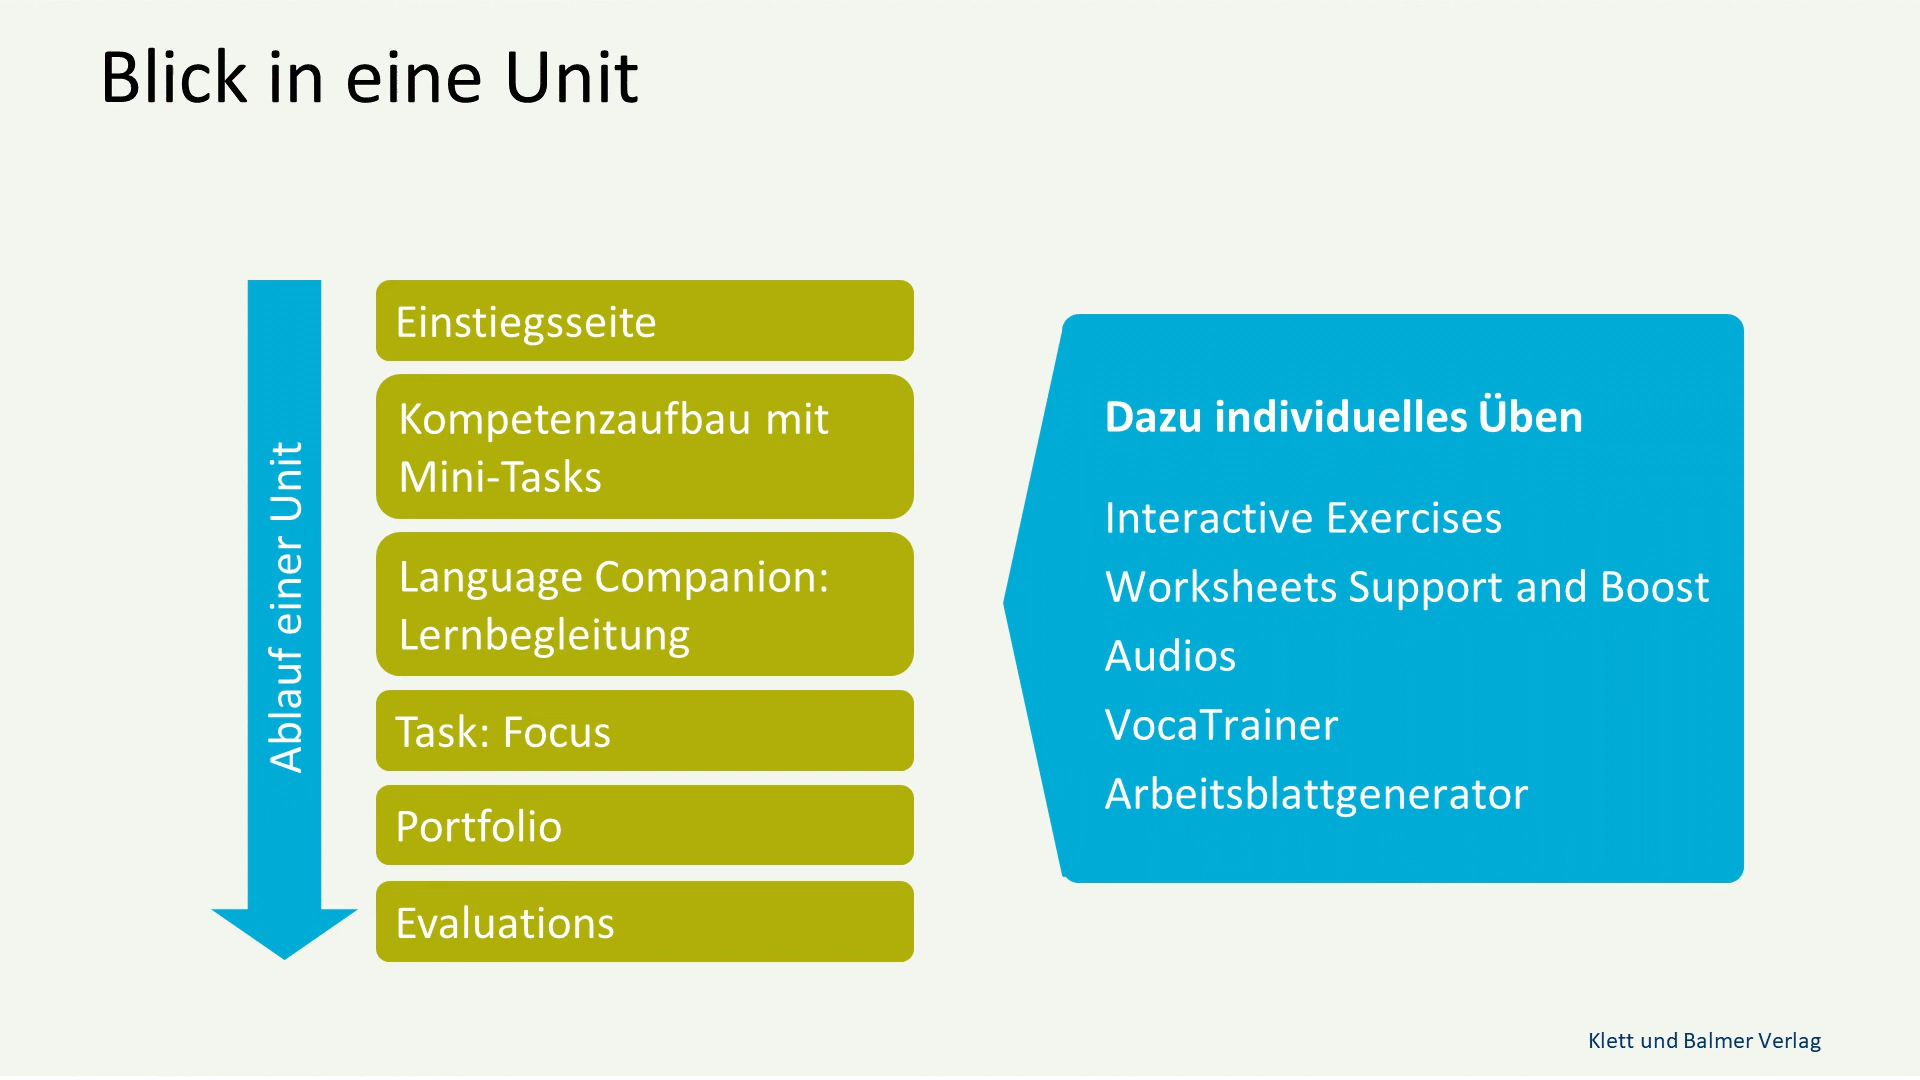 Blick in eine Unit
Ablauf einer Unit
Einstiegsseite
Kompetenzaufbau mit
Mini-Tasks
Language Companion:
Lernbegleitung
Task: Focus
Portfolio
Evaluations
Dazu individuelles Üben
Interactive Exercises
Worksheets Support and Boost
Audios
VocaTrainer
Arbeitsblattgenerator
Klett und Balmer Verlag